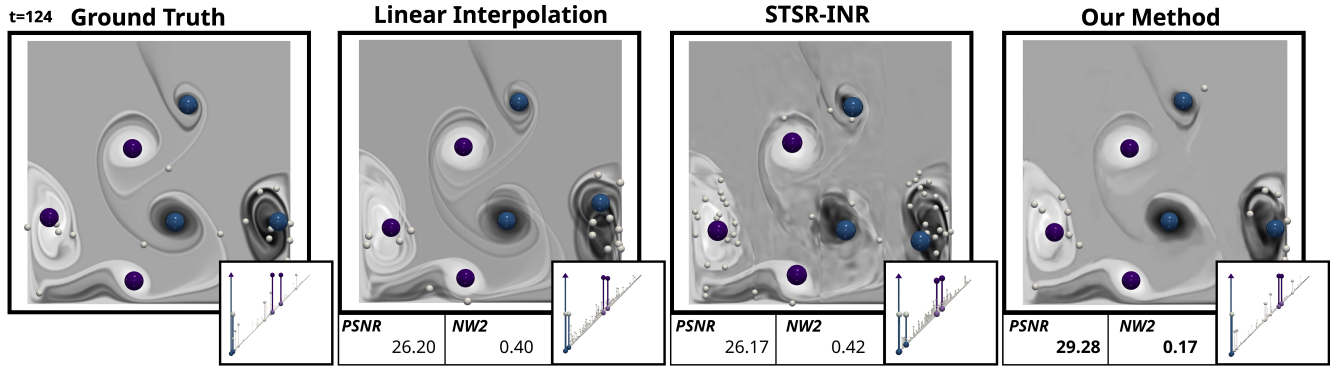 t=124 Ground Truth Linear Interpolation STSR-INR Our Method
PSNR NW2 PSNR NW2 PSNR NW2
26.20 0.40 26.17 0.42 29.28 0.17